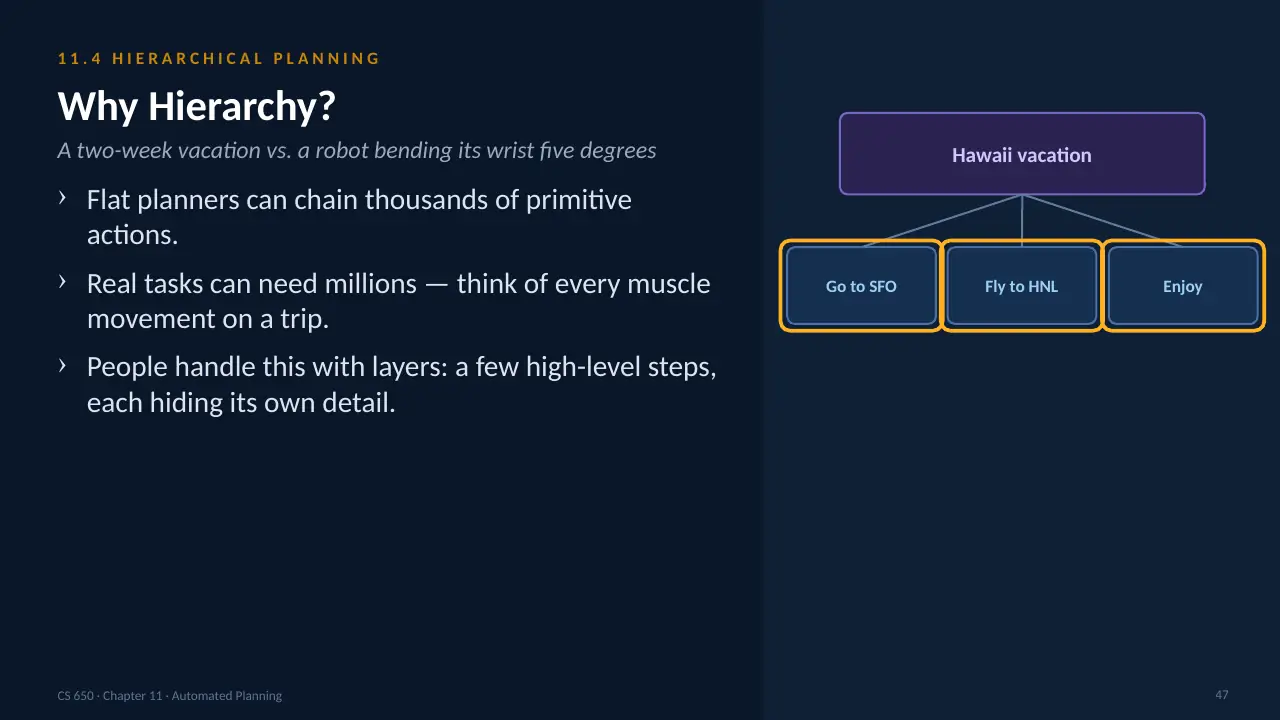 11.4 HIERARCHICAL PLANNING
Why Hierarchy?
A two-week vacation vs. a robot bending its wrist five degrees
› Flat planners can chain thousands of primitive
actions.
› Real tasks can need millions — think of every muscle
movement on a trip.
› People handle this with layers: a few high-level steps,
each hiding its own detail.
Hawaii vacation
Go to SFO
Fly to HNL
Enjoy
CS 650 · Chapter 11 · Automated Planning
47